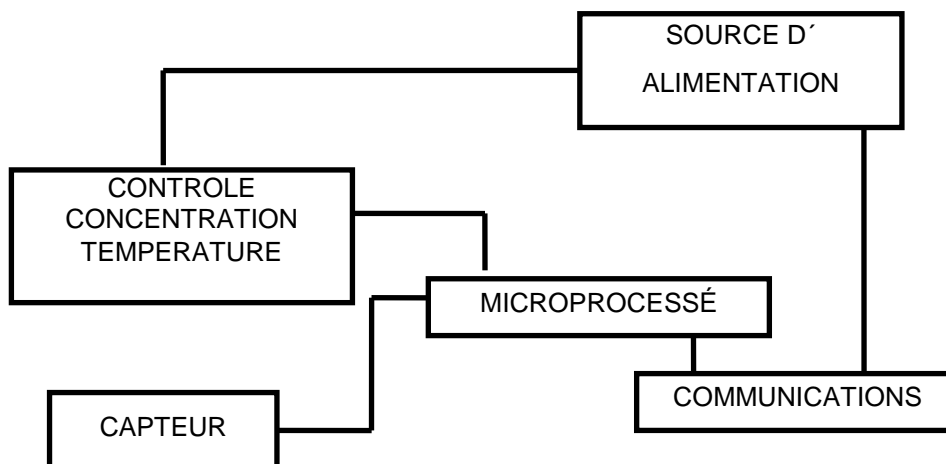 SOURCE D´
ALIMENTATION
CONTROLE
CONCENTRATION
TEMPERATURE
MICROPROCESSÉ
COMMUNICATIONS
CAPTEUR